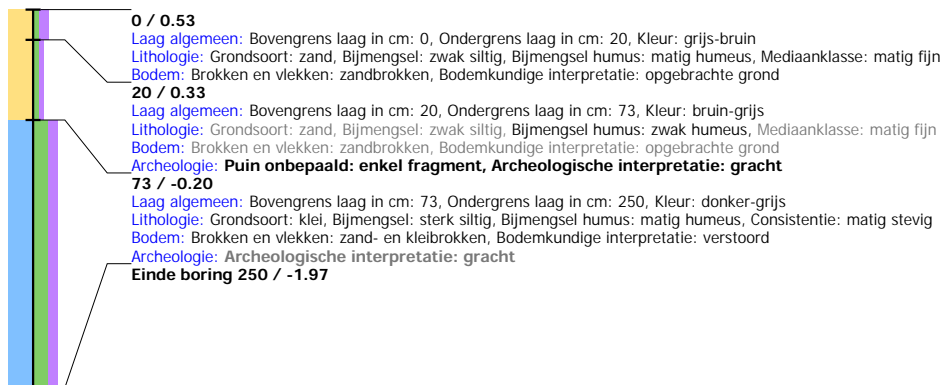 0 / 0.53
Laag algemeen: Bovengrens laag in cm: 0, Ondergrens laag in cm: 20, Kleur: grijs-bruin
Lithologie: Grondsoort: zand, Bijmengsel: zwak siltig, Bijmengsel humus: matig humeus, Mediaanklasse: matig fijn
Bodem: Brokken en vlekken: zandbrokken, Bodemkundige interpretatie: opgebrachte grond
20 / 0.33
Laag algemeen: Bovengrens laag in cm: 20, Ondergrens laag in cm: 73, Kleur: bruin-grijs
Lithologie: Grondsoort: zand, Bijmengsel: zwak siltig, Bijmengsel humus: zwak humeus, Mediaanklasse: matig fijn
Bodem: Brokken en vlekken: zandbrokken, Bodemkundige interpretatie: opgebrachte grond
Archeologie: Puin onbepaald: enkel fragment, Archeologische interpretatie: gracht
73 / -0.20
Laag algemeen: Bovengrens laag in cm: 73, Ondergrens laag in cm: 250, Kleur: donker-grijs
Lithologie: Grondsoort: klei, Bijmengsel: sterk siltig, Bijmengsel humus: matig humeus, Consistentie: matig stevig
Bodem: Brokken en vlekken: zand- en kleibrokken, Bodemkundige interpretatie: verstoord
Archeologie: Archeologische interpretatie: gracht
Einde boring 250 / -1.97